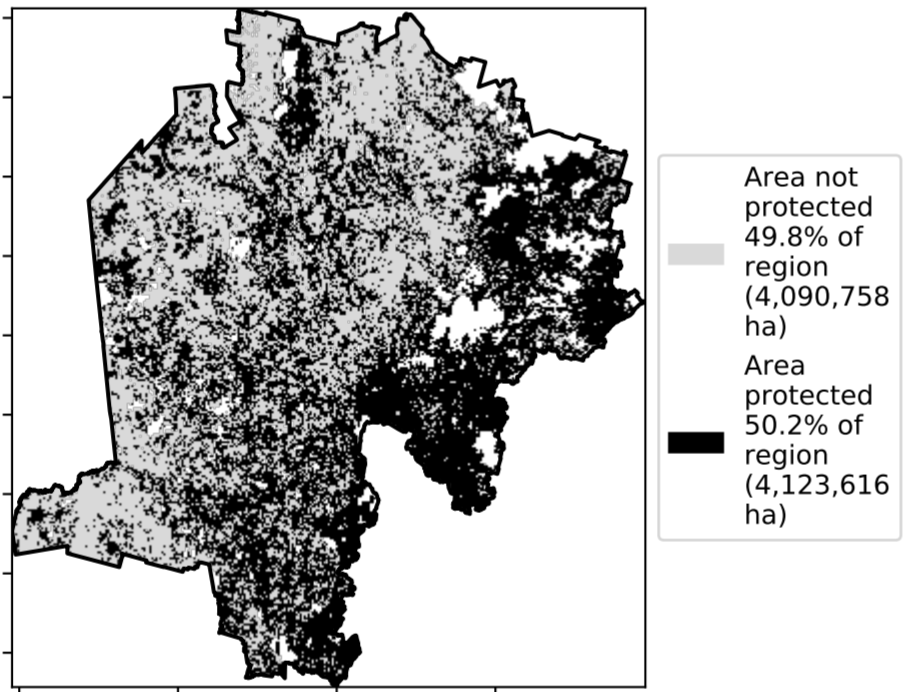 Area not
protected
49.8% of
region
(4,090,758
ha)
Area
protected
50.2% of
region
(4,123,616
ha)